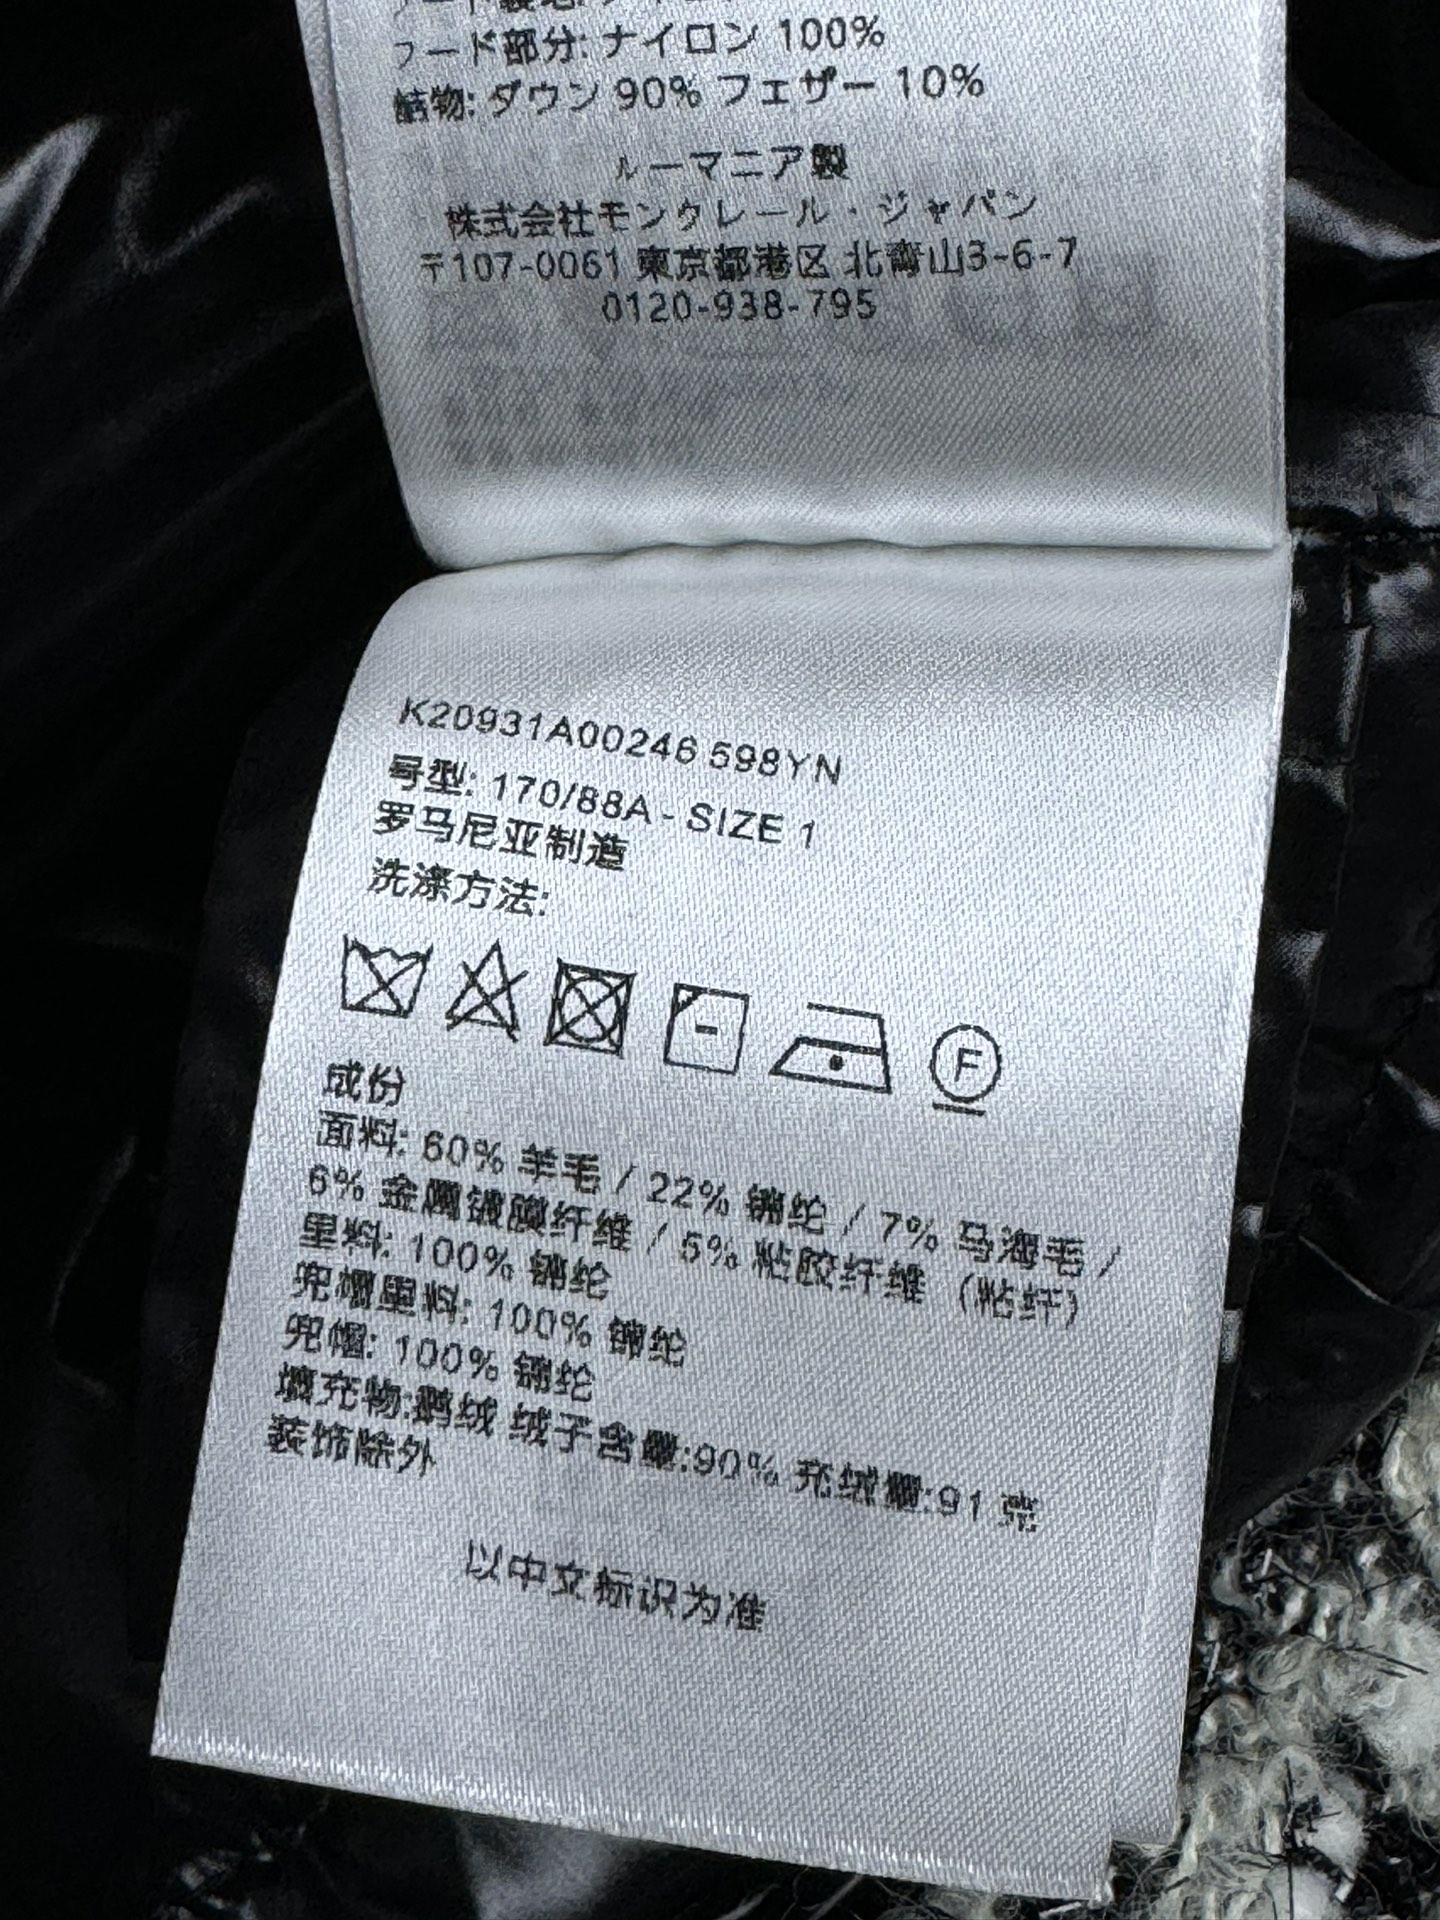 フード部分: ナイロン 100%
詰物: ダウン 90% フェザー 10%
ルーマニア製
株式会社モンクレール・ジャパン
〒107-0061 東京都港区 北青山3-6-7
0120-938-795
K20931A00246 598YN
号型: 170/88A - SIZE 1
罗马尼亚制造
洗涤方法:
F
成份
面料: 60% 羊毛 / 22% 锦纶 / 7% 马海毛 /
6% 金属镀膜纤维 / 5% 粘胶纤维 (粘纤)
里料: 100% 锦纶
兜帽里料: 100% 锦纶
兜帽: 100% 锦纶
填充物:鹅绒 绒子含量:90% 充绒量:91 克
装饰除外
以中文标识为准